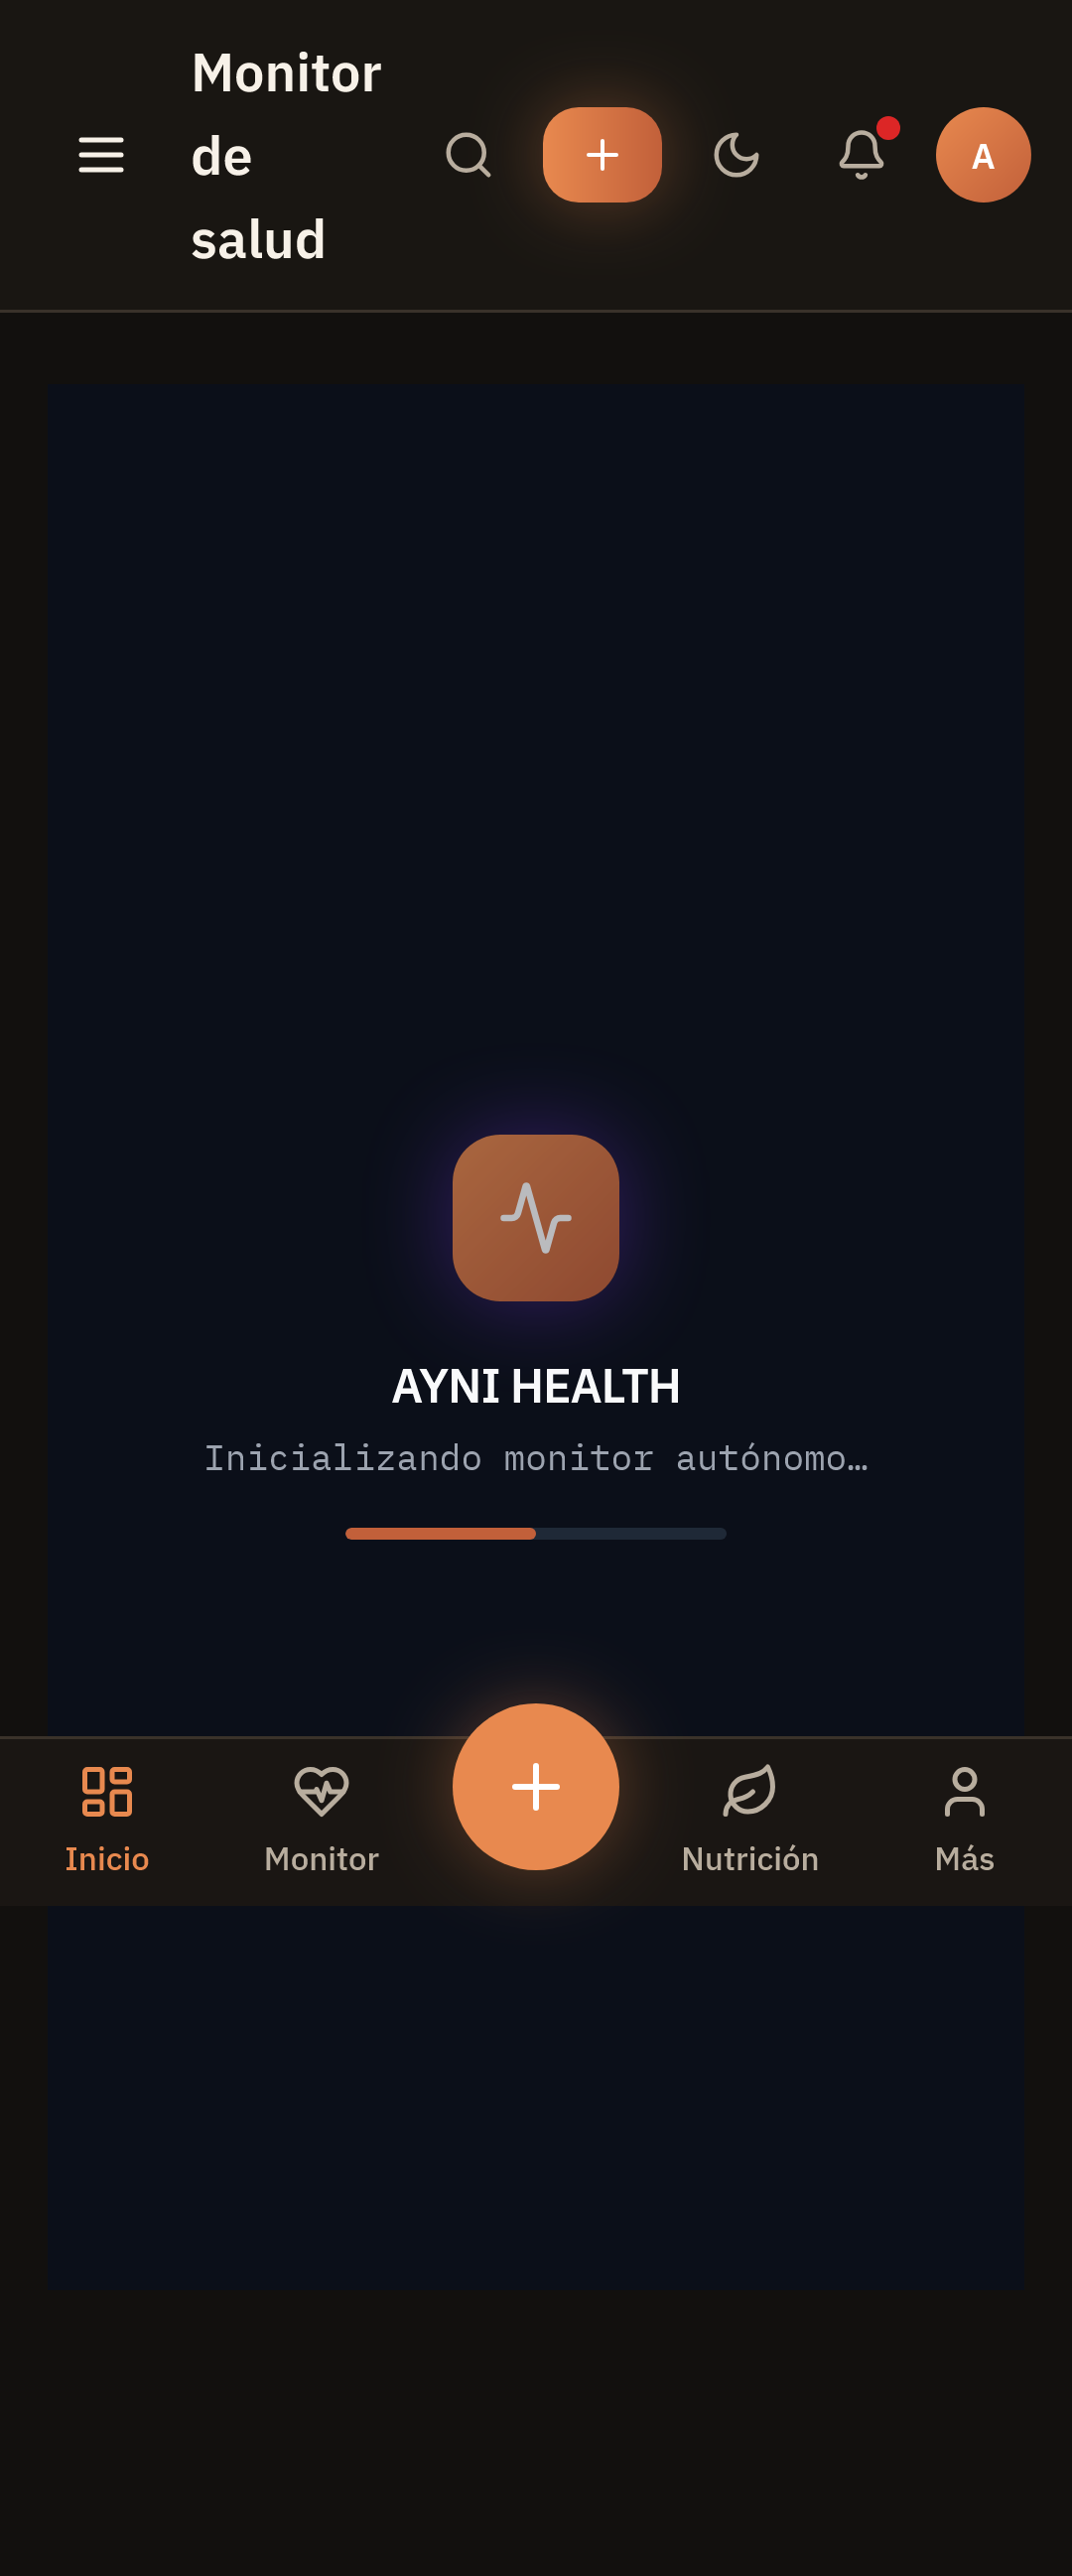 Monitor
de
salud
A
AYNI HEALTH
Inicializando monitor autónomo…
Inicio
Monitor
Nutrición
Más